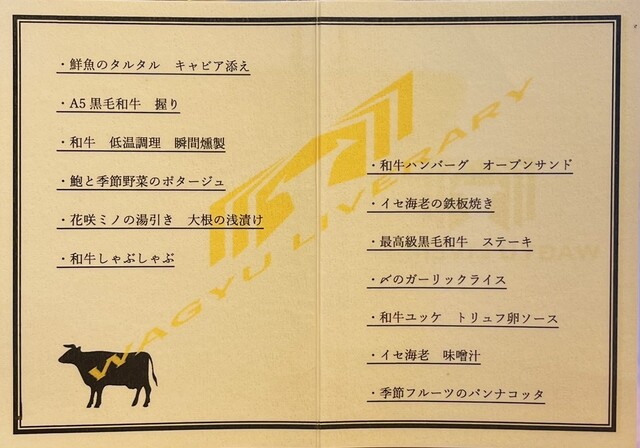 ・鮮魚のタルタル　キャビア添え
・A5黒毛和牛　握り
・和牛　低温調理　瞬間燻製
・鮑と季節野菜のポタージュ
・花咲ミノの湯引き　大根の浅漬け
・和牛しゃぶしゃぶ
・和牛ハンバーグ　オープンサンド
・イセ海老の鉄板焼き
・最高級黒毛和牛　ステーキ
・〆のガーリックライス
・和牛ユッケ　トリュフ卵ソース
・イセ海老　味噌汁
・季節フルーツのパンナコッタ
WAGYU LIVERARY